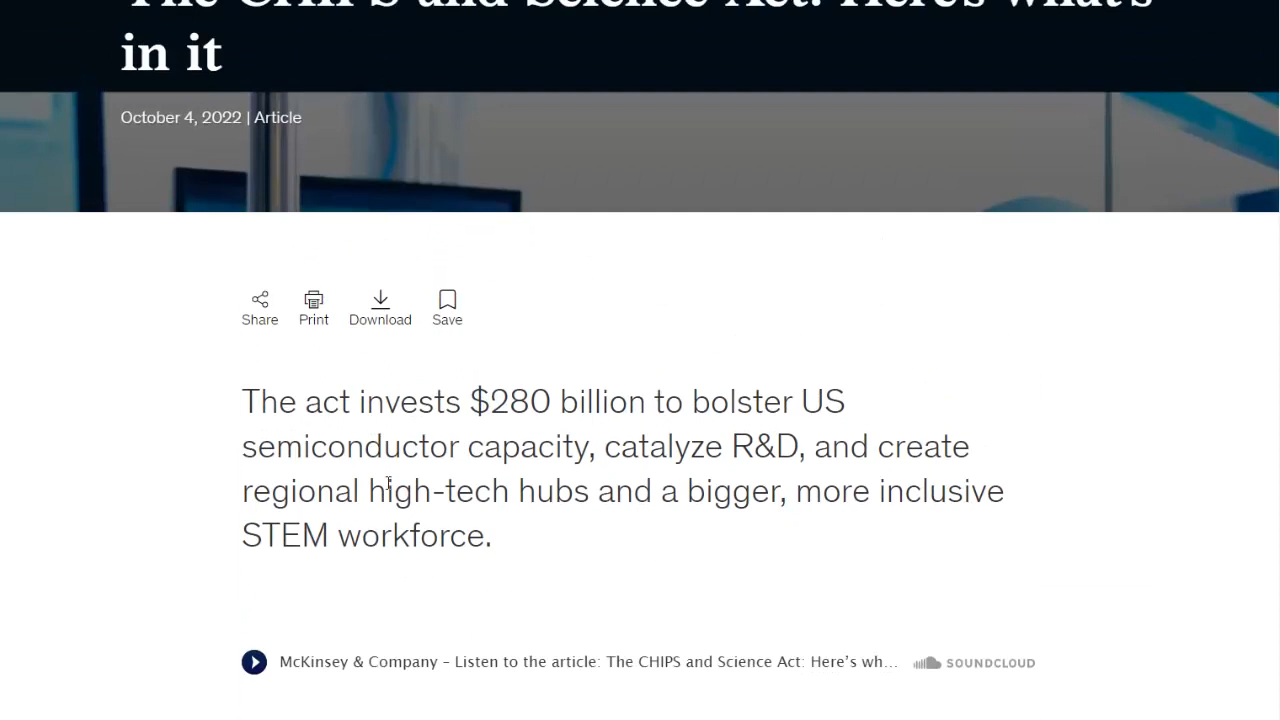 The CHIPS and Science Act: Here's what's
in it
October 4, 2022 | Article
Share Print Download Save
The act invests $280 billion to bolster US
semiconductor capacity, catalyze R&D, and create
regional high-tech hubs and a bigger, more inclusive
STEM workforce.
McKinsey & Company – Listen to the article: The CHIPS and Science Act: Here’s wh... SOUNDCLOUD